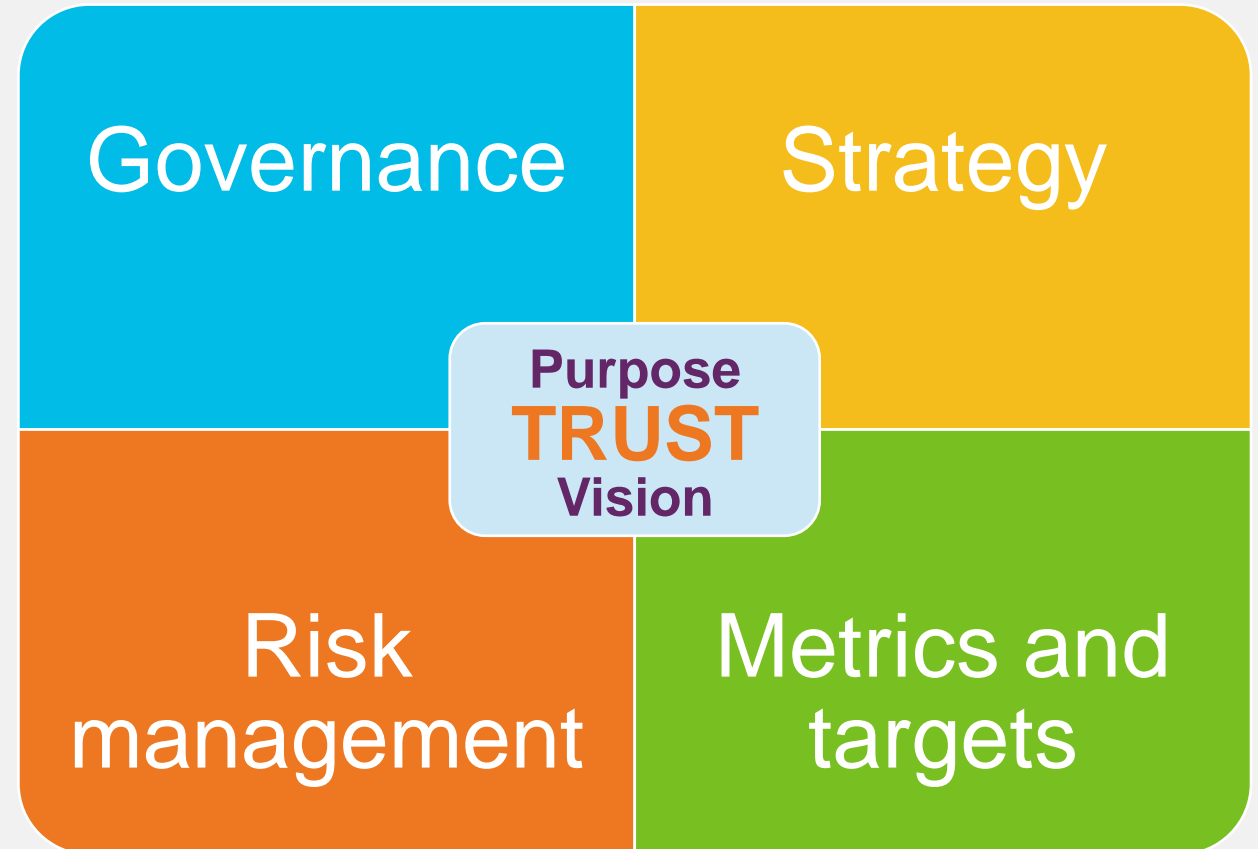 Governance
Strategy
Purpose
TRUST
Vision
Risk
management
Metrics and
targets